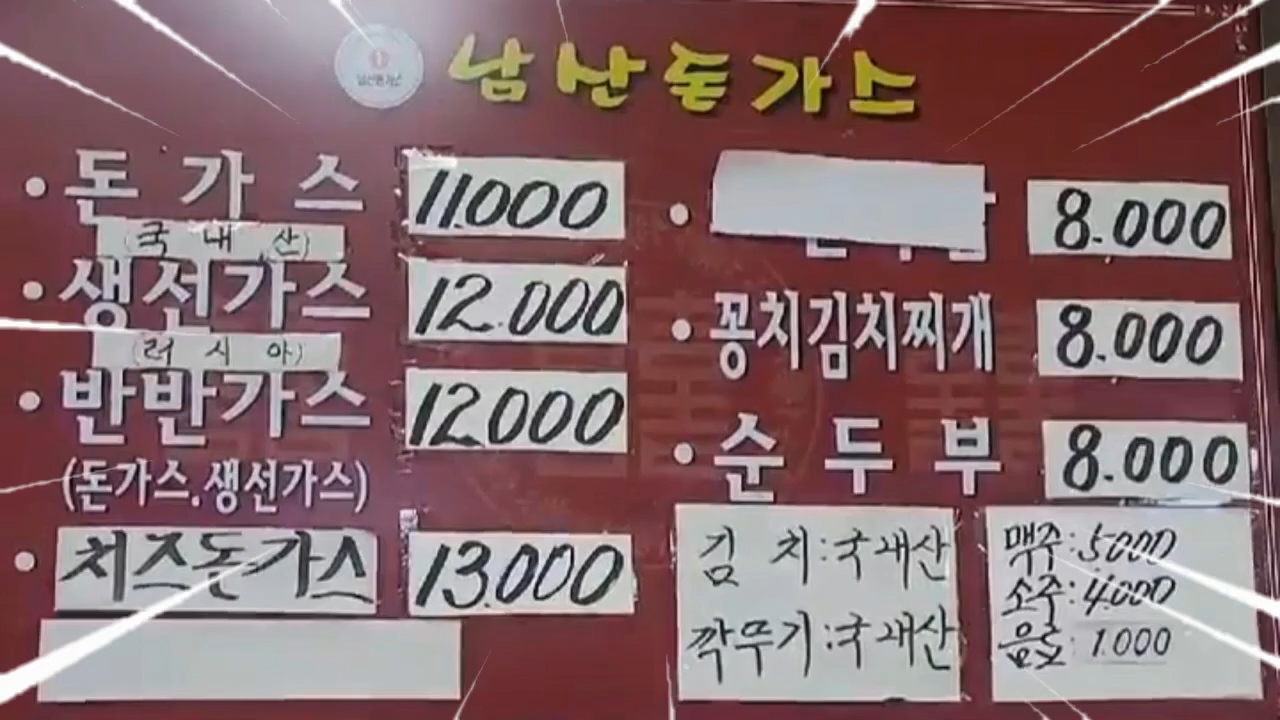 남산돈가스
• 돈가스 11.000
(국내산)
• 생선가스 12.000
(러시아)
• 반반가스 12.000
(돈가스.생선가스)
• 치즈돈가스 13.000
• 8.000
• 꽁치김치찌개 8.000
• 순두부 8.000
김치:국내산
깍뚜기:국내산
맥주:5000
소주:4.000
음료 1.000